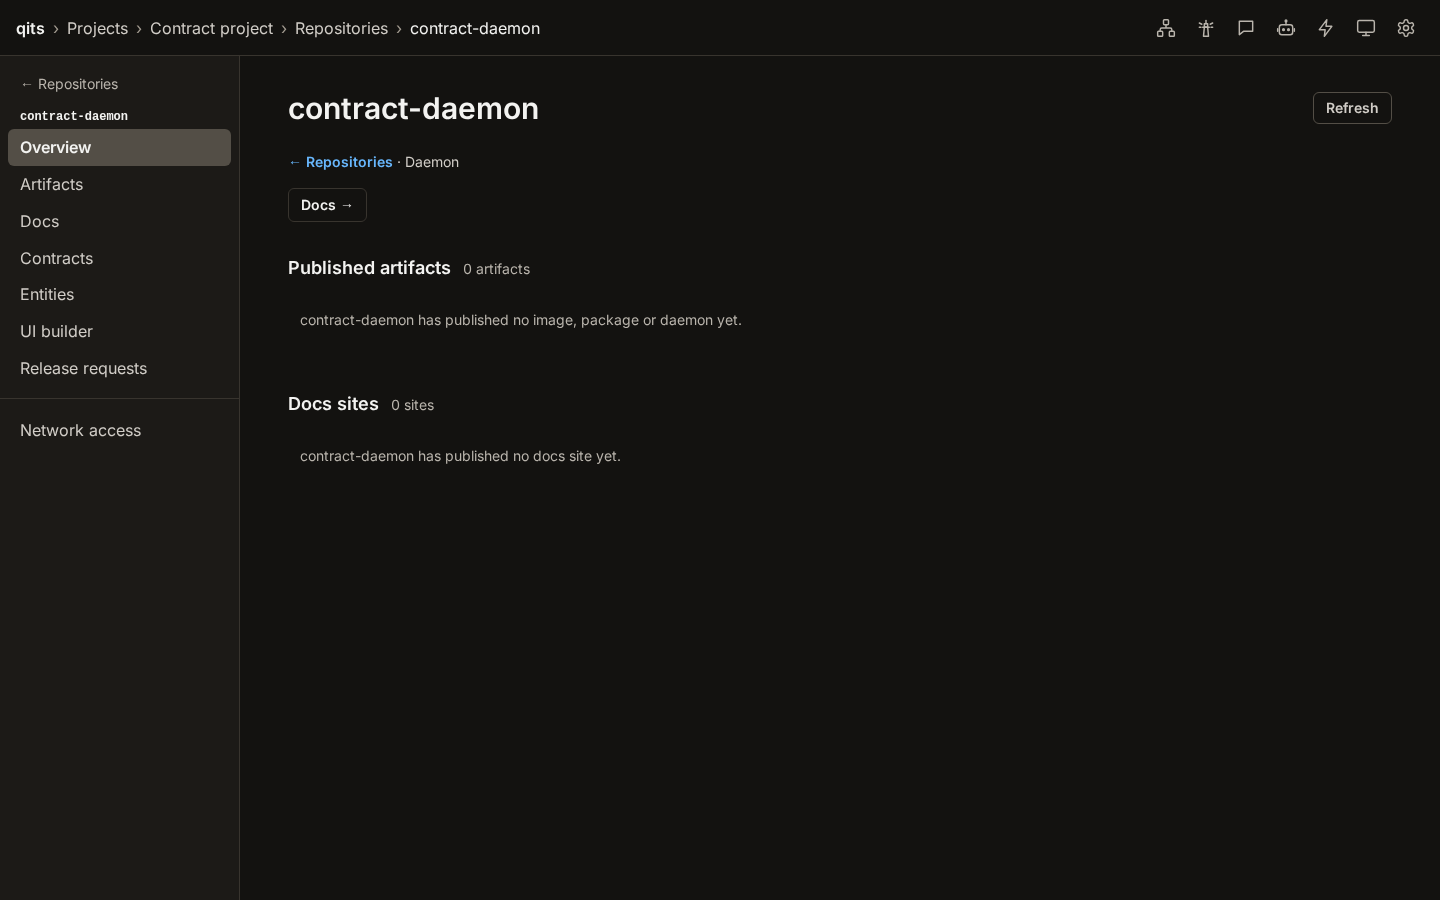 qits › Projects › Contract project › Repositories › contract-daemon
← Repositories
contract-daemon
Overview
Artifacts
Docs
Contracts
Entities
UI builder
Release requests
Network access
contract-daemon
Refresh
← Repositories · Daemon
Docs →
Published artifacts 0 artifacts
contract-daemon has published no image, package or daemon yet.
Docs sites 0 sites
contract-daemon has published no docs site yet.